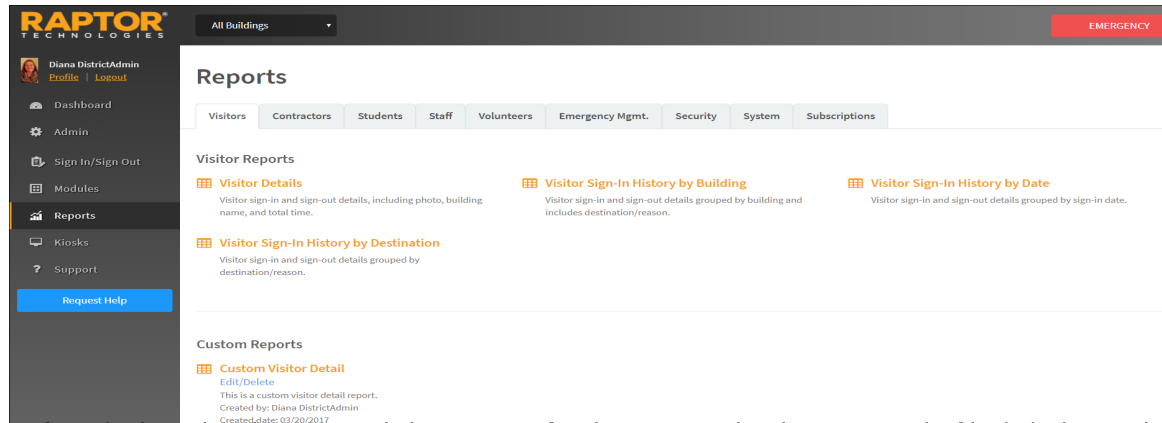 RAPTOR
TECHNOLOGIES
All Buildings
EMERGENCY
Diana DistrictAdmin
Profile | Logout
Dashboard
Admin
Sign In/Sign Out
Modules
Reports
Kiosks
? Support
Request Help
Reports
Visitors Contractors Students Staff Volunteers Emergency Mgmt. Security System Subscriptions
Visitor Reports
Visitor Details
Visitor sign-in and sign-out details, including photo, building
name, and total time.
Visitor Sign-In History by Building
Visitor sign-in and sign-out details grouped by building and
includes destination/reason.
Visitor Sign-In History by Date
Visitor sign-in and sign-out details grouped by sign-in date.
Visitor Sign-In History by Destination
Visitor sign-in and sign-out details grouped by
destination/reason.
Custom Reports
Custom Visitor Detail
Edit/Delete
This is a custom visitor detail report.
Created by: Diana DistrictAdmin
Created date: 03/20/2017